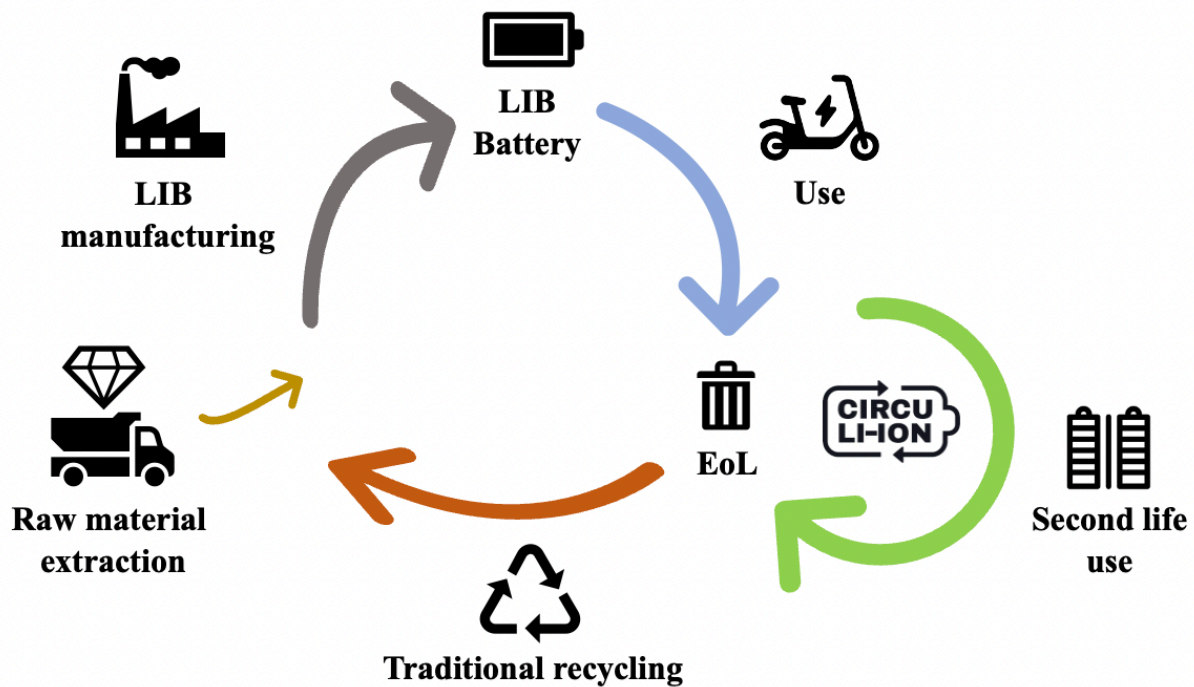 LIB
Battery
LIB
manufacturing
Use
CIRCU
LI-ION
EoL
Second life
use
Raw material
extraction
Traditional recycling